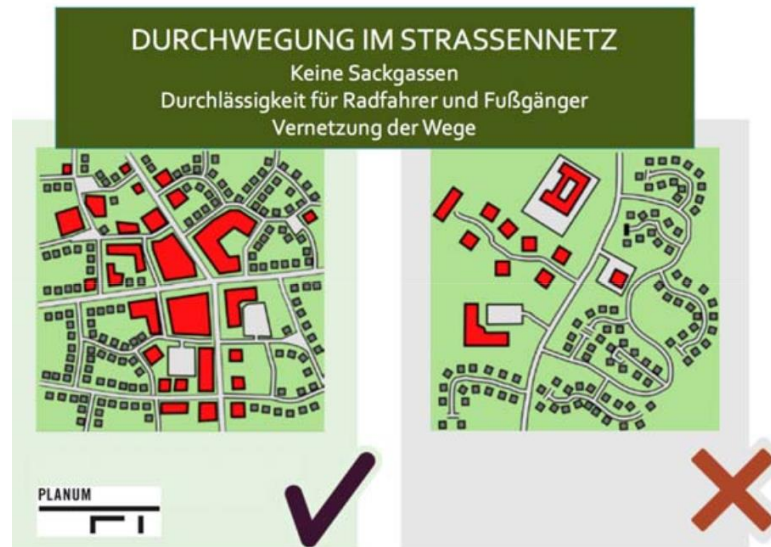 DURCHWEGUNG IM STRASSENNETZ
Keine Sackgassen
Durchlässigkeit für Radfahrer und Fußgänger
Vernetzung der Wege
PLANUM